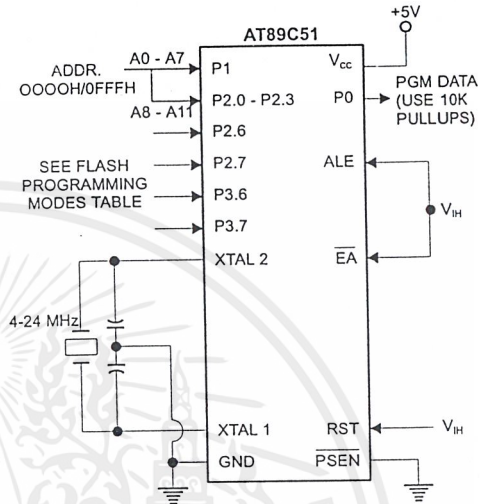 +5V
AT89C51
A0 - A7
ADDR.
OOOOH/0FFFH
A8 - A11
P1
P2.0 - P2.3
P2.6
P2.7
P3.6
P3.7
SEE FLASH
PROGRAMMING
MODES TABLE
XTAL 2
4-24 MHz
XTAL 1
GND
Vcc
P0
PGM DATA
(USE 10K
PULLUPS)
ALE
VIH
EA
RST
VIH
PSEN